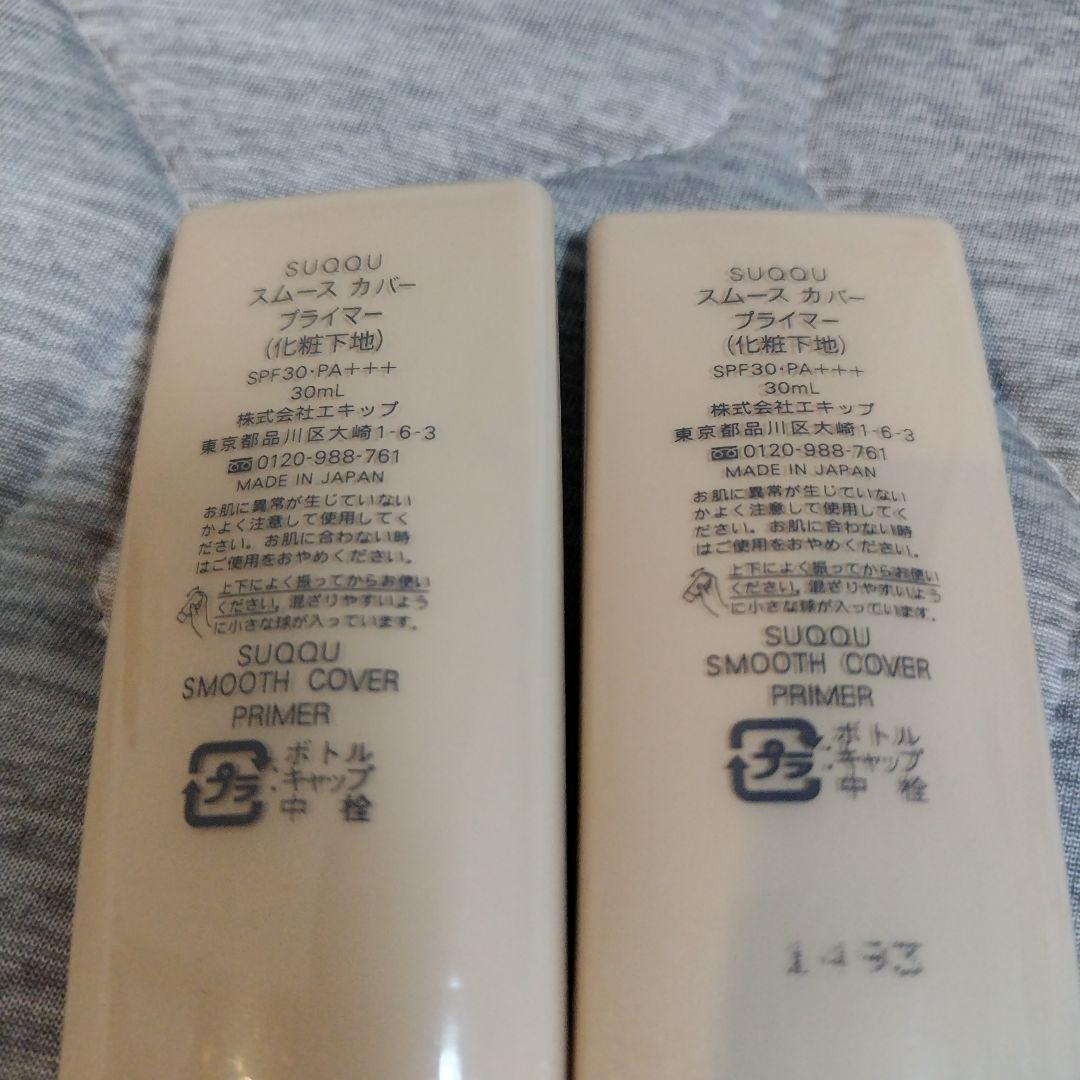 SUQQU
スムース カバー
プライマー
(化粧下地)
SPF30・PA+++
30mL
株式会社エキップ
東京都品川区大崎1-6-3
0120-988-761
MADE IN JAPAN
お肌に異常が生じていない
かよく注意して使用してく
ださい。お肌に合わない時
はご使用をおやめください。
上下によく振ってからお使い
ください。混ざりやすいよう
に小さな球が入っています。
SUQQU
SMOOTH COVER
PRIMER
プラ
:ボトル
:キャップ
中栓
SUQQU
スムース カバー
プライマー
(化粧下地)
SPF30・PA+++
30mL
株式会社エキップ
東京都品川区大崎1-6-3
0120-988-761
MADE IN JAPAN
お肌に異常が生じていない
かよく注意して使用してく
ださい。お肌に合わない時
はご使用をおやめください。
上下によく振ってからお使い
ください。混ざりやすいよう
に小さな球が入っています。
SUQQU
SMOOTH COVER
PRIMER
プラ
:ボトル
:キャップ
中栓